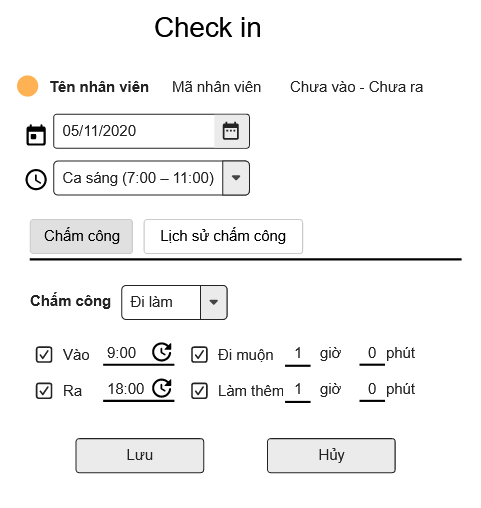 Check in
Tên nhân viên Mã nhân viên Chưa vào - Chưa ra
05/11/2020
Ca sáng (7:00 – 11:00)
Chấm công Lịch sử chấm công
Chấm công Đi làm
Vào 9:00 Đi muộn 1 giờ 0 phút
Ra 18:00 Làm thêm 1 giờ 0 phút
Lưu Hủy